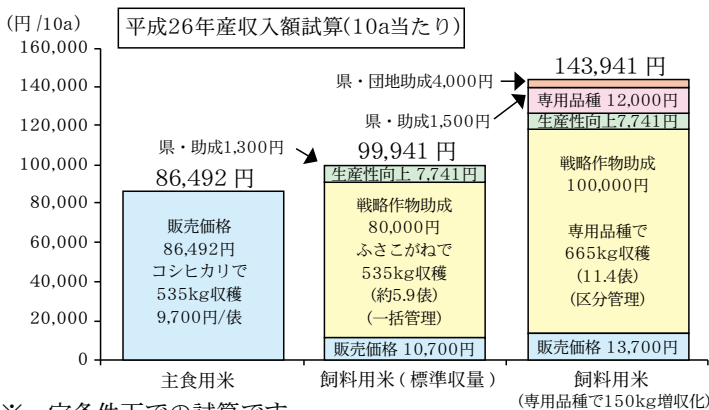 (円/10a)
平成26年産収入額試算(10a当たり)
160,000
140,000
120,000
100,000
80,000
60,000
40,000
20,000
0
86,492 円
販売価格
86,492円
コシヒカリで
535kg収穫
9,700円/俵
主食用米
県・助成1,300円
99,941 円
生産性向上 7,741円
戦略作物助成
80,000円
ふさこがねで
535kg収穫
(約5.9俵)
(一括管理)
販売価格 10,700円
飼料用米(標準収量)
143,941 円
県・団地助成4,000円
県・助成1,500円
専用品種 12,000円
生産性向上7,741円
戦略作物助成
100,000円
専用品種で
665kg収穫
(11.4俵)
(区分管理)
販売価格 13,700円
飼料用米
(専用品種で150kg増収化)